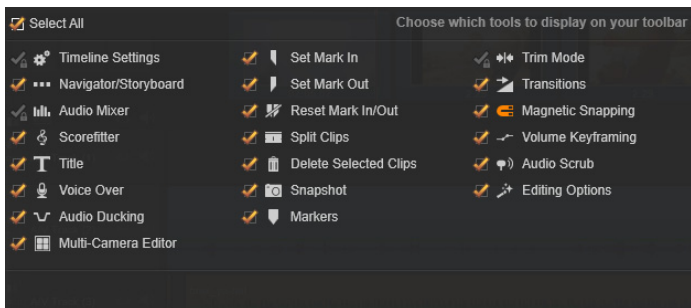 Select All
Choose which tools to display on your toolbar
Timeline Settings
Navigator/Storyboard
Audio Mixer
Scorefitter
Title
Voice Over
Audio Ducking
Multi-Camera Editor
Set Mark In
Set Mark Out
Reset Mark In/Out
Split Clips
Delete Selected Clips
Snapshot
Markers
Trim Mode
Transitions
Magnetic Snapping
Volume Keyframing
Audio Scrub
Editing Options